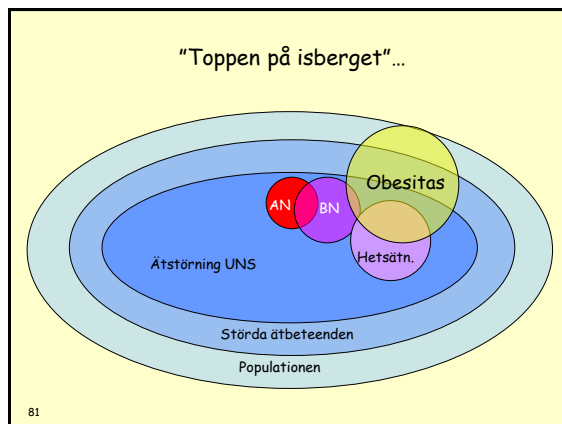 ”Toppen på isberget”…
Obesitas
AN
BN
Hetsätn.
Ätstörning UNS
Störda ätbeteenden
Populationen
81